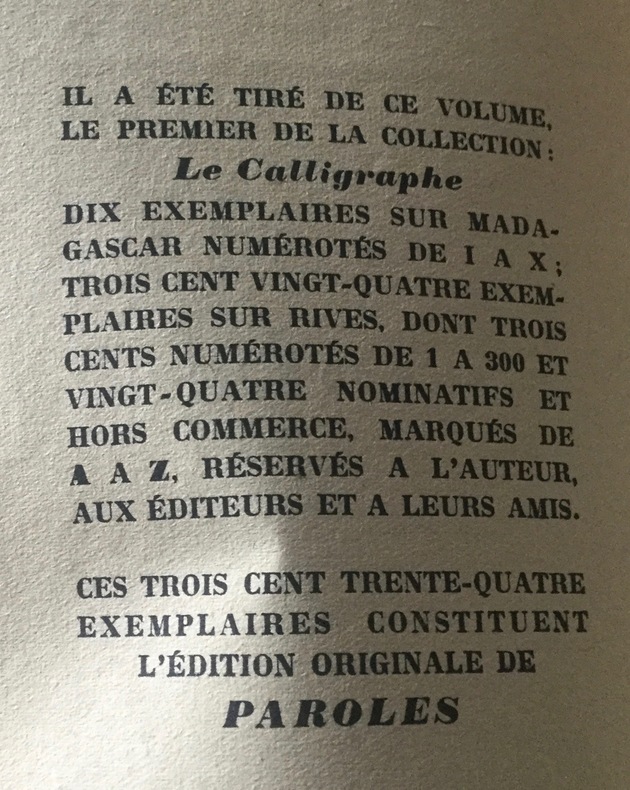 IL A ÉTÉ TIRÉ DE CE VOLUME,
LE PREMIER DE LA COLLECTION :
Le Calligraphe
DIX EXEMPLAIRES SUR MADA-
GASCAR NUMÉROTÉS DE I A X ;
TROIS CENT VINGT-QUATRE EXEM-
PLAIRES SUR RIVES, DONT TROIS
CENTS NUMÉROTÉS DE 1 A 300 ET
VINGT-QUATRE NOMINATIFS ET
HORS COMMERCE, MARQUÉS DE
A A Z, RÉSERVÉS A L'AUTEUR,
AUX ÉDITEURS ET A LEURS AMIS.
CES TROIS CENT TRENTE-QUATRE
EXEMPLAIRES CONSTITUENT
L'ÉDITION ORIGINALE DE
PAROLES